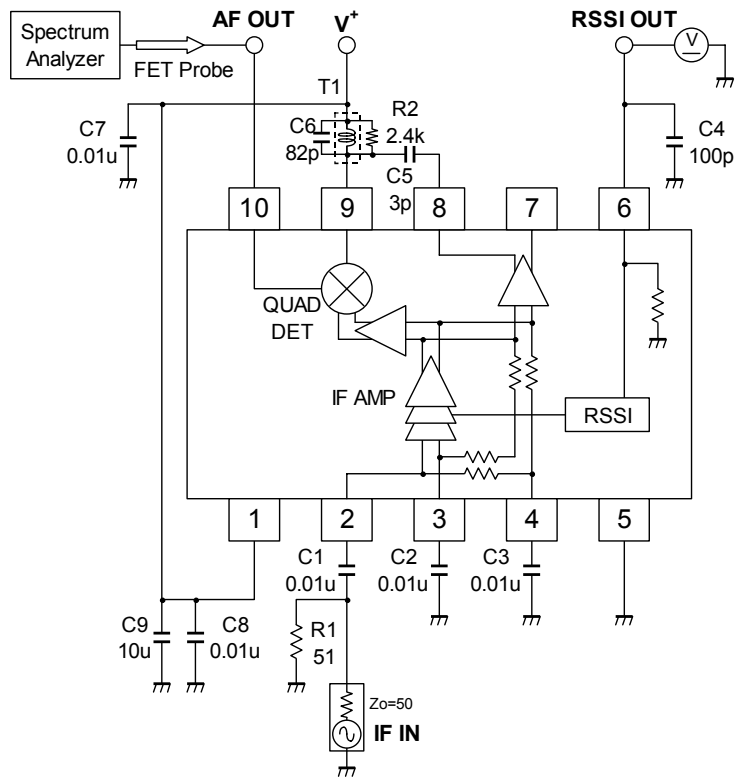 AF OUT
V+
RSSI OUT
Spectrum
Analyzer
FET Probe
V
T1
C7
0.01u
C6
82p
R2
2.4k
C5
3p
C4
100p
10
9
8
7
6
QUAD
DET
IF AMP
RSSI
1
2
3
4
5
C1
0.01u
C2
0.01u
C3
0.01u
C9
10u
C8
0.01u
R1
51
Zo=50
IF IN